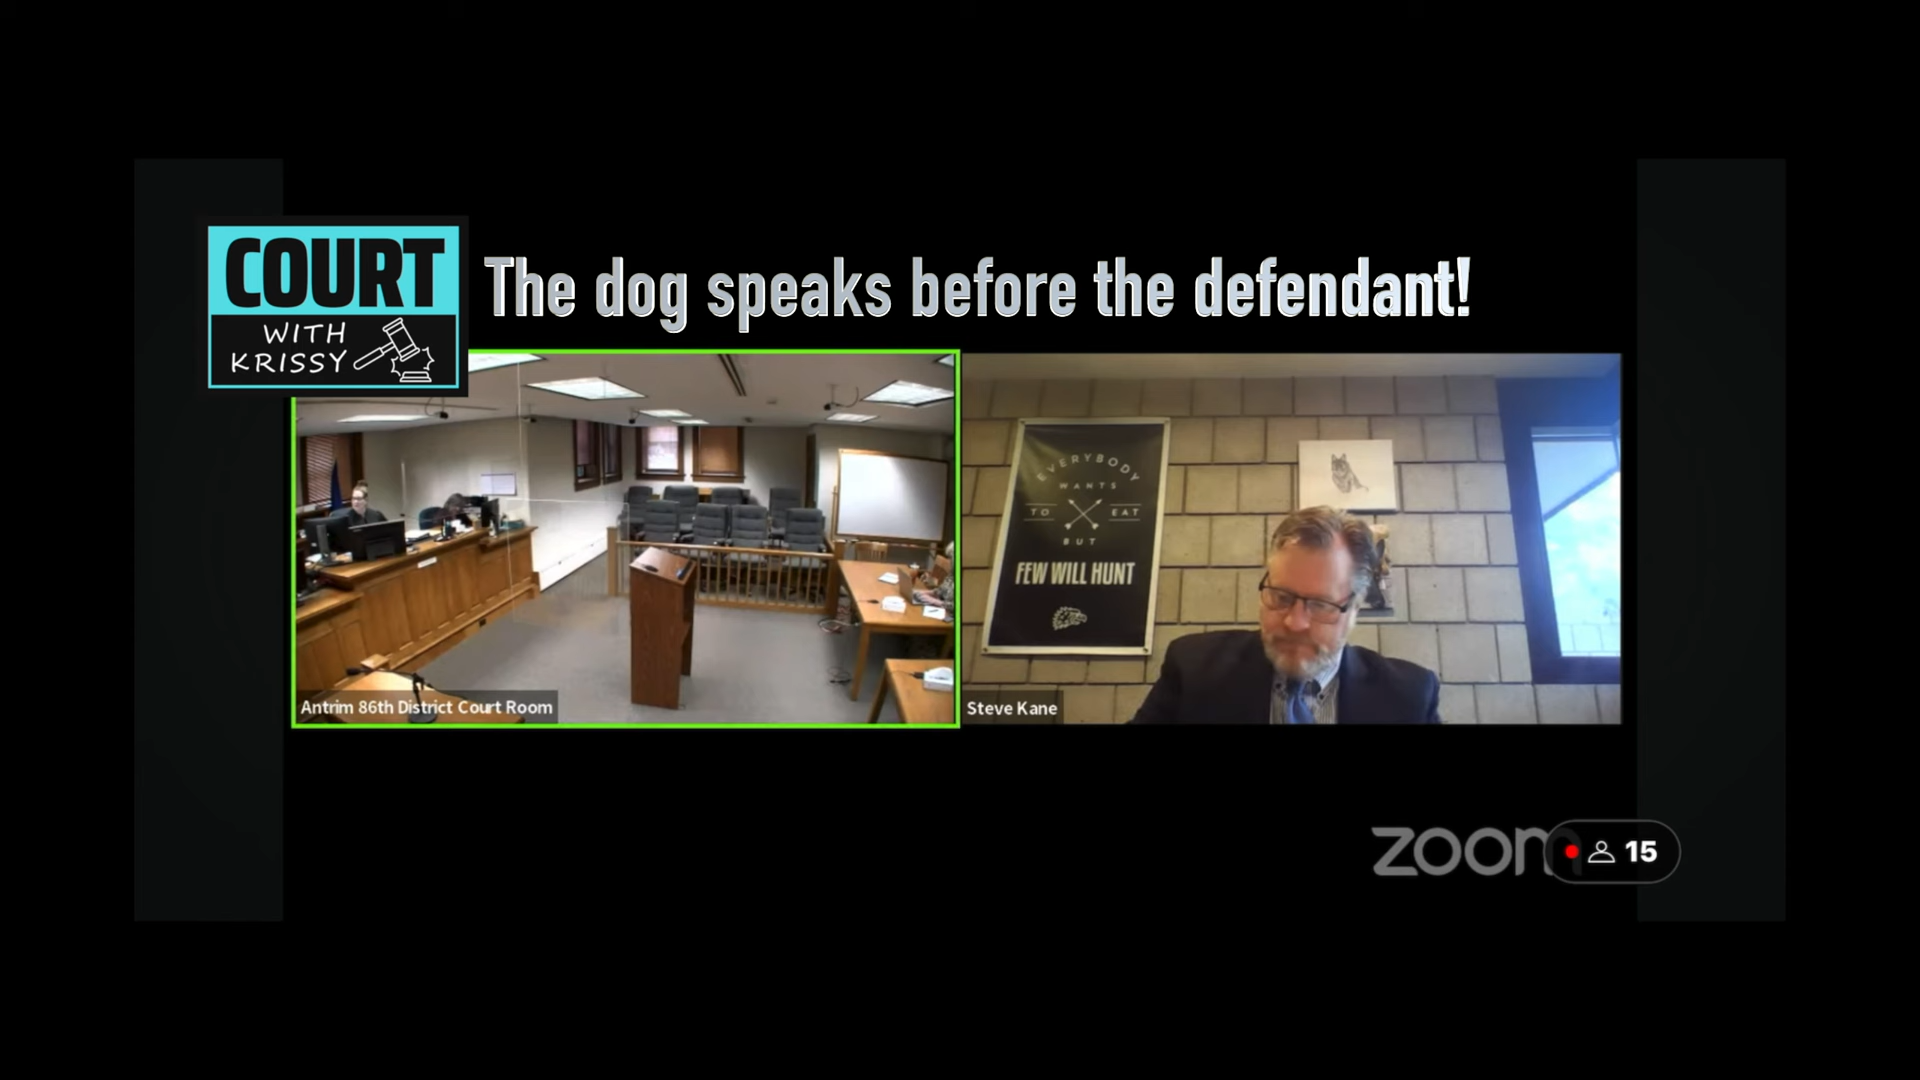 COURT
WITH
KRISSY
The dog speaks before the defendant!
EVERYBODY
WANTS
TO EAT
BUT
FEW WILL HUNT
Antrim 86th District Court Room
Steve Kane
zoom
15